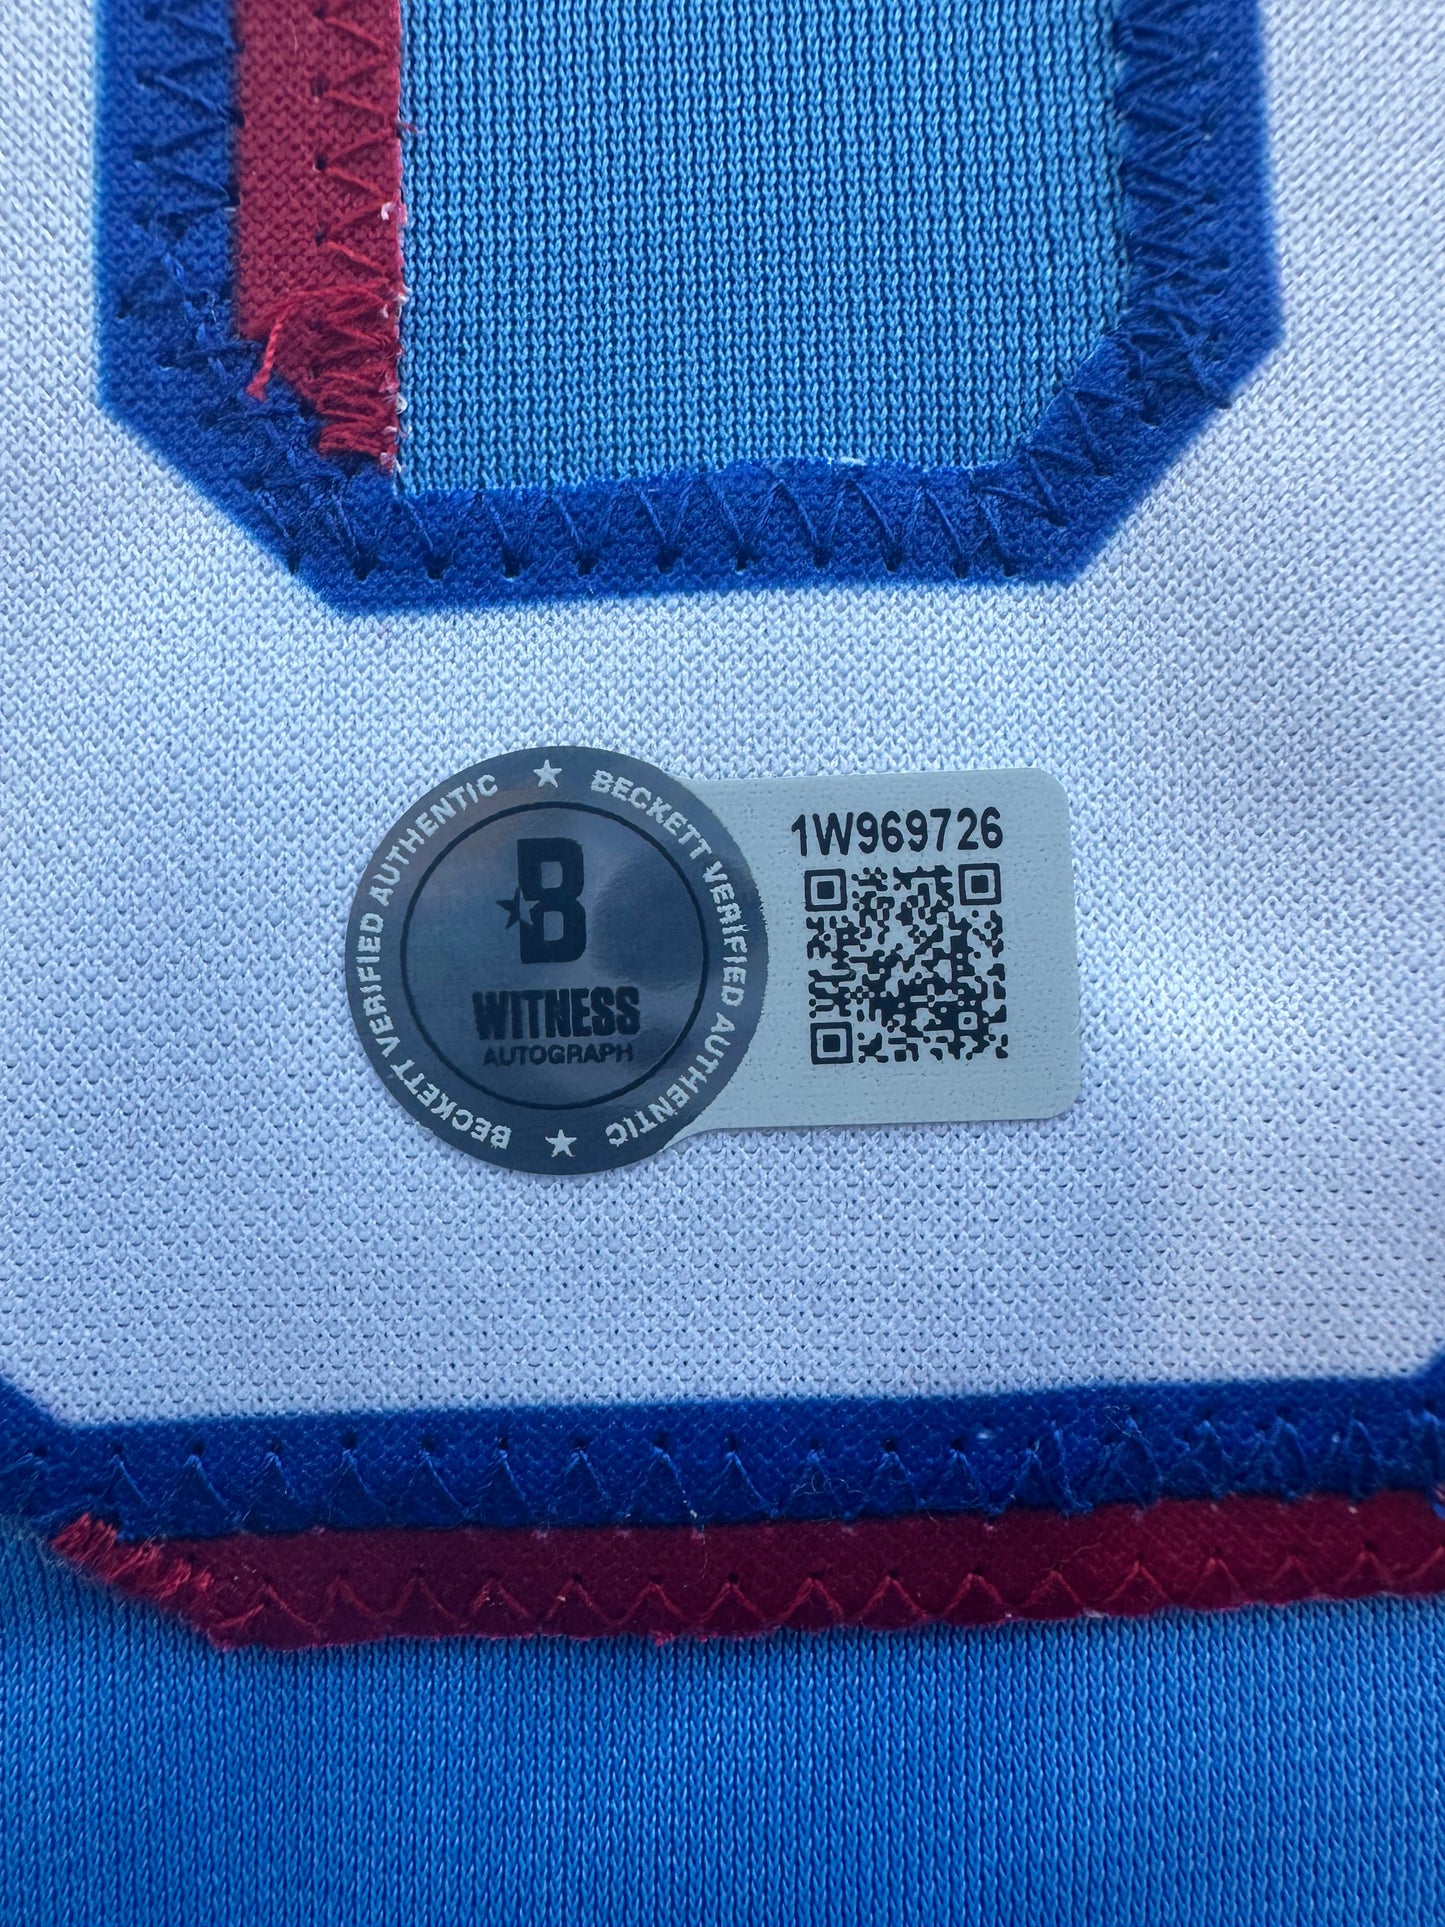 BECKETT VERIFIED AUTHENTIC ★ BECKETT VERIFIED AUTHENTIC ★
B
WITNESS
AUTOGRAPH
1W969726